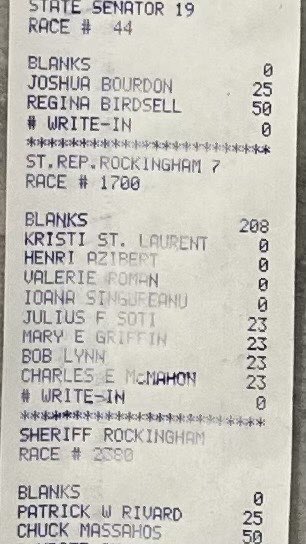 STATE SENATOR 19
RACE # 44
BLANKS 0
JOSHUA BOURDON 25
REGINA BIRDSELL 50
# WRITE-IN 0
*************************
ST.REP.ROCKINGHAM 7
RACE # 1700
BLANKS 208
KRISTI ST. LAURENT 0
HENRI AZIBERT 0
VALERIE ROMAN 0
IOANA SINGUREANU 0
JULIUS F SOTI 23
MARY E GRIFFIN 23
BOB LYNN 23
CHARLES E McMAHON 23
# WRITE-IN 0
*************************
SHERIFF ROCKINGHAM
RACE #
BLANKS 0
PATRICK W RIVARD 25
CHUCK MASSAHOS 50